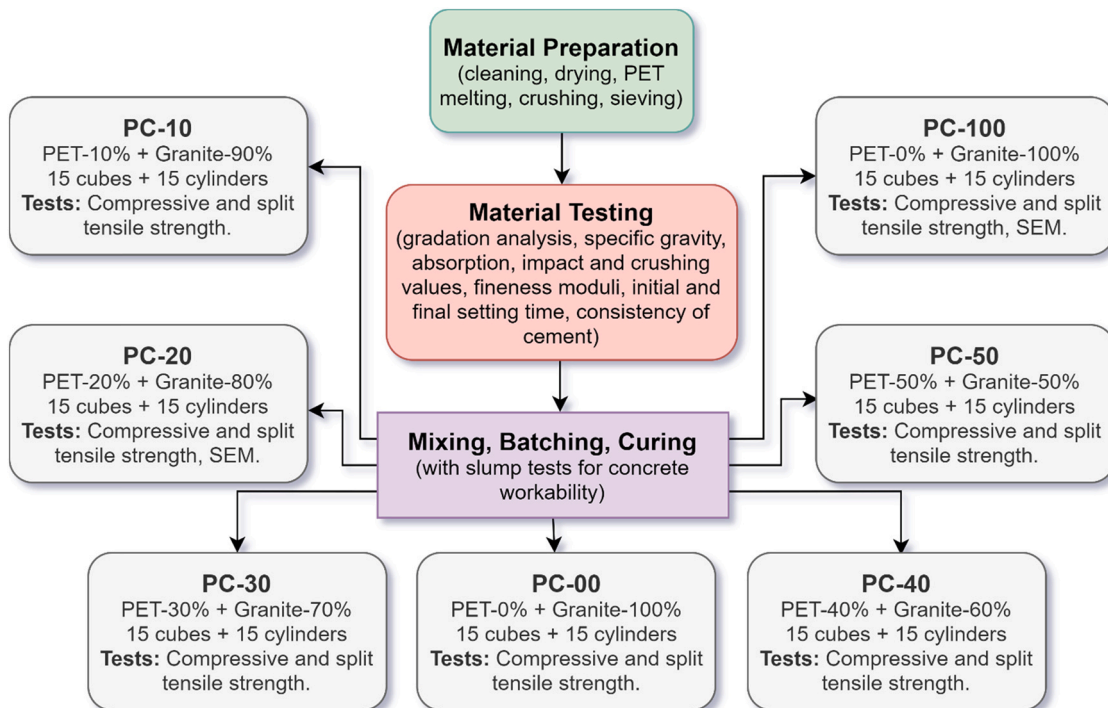 Material Preparation
(cleaning, drying, PET
melting, crushing, sieving)
PC-10
PET-10% + Granite-90%
15 cubes + 15 cylinders
Tests: Compressive and split
tensile strength.
PC-100
PET-0% + Granite-100%
15 cubes + 15 cylinders
Tests: Compressive and split
tensile strength, SEM.
Material Testing
(gradation analysis, specific gravity,
absorption, impact and crushing
values, fineness moduli, initial and
final setting time, consistency of
cement)
PC-20
PET-20% + Granite-80%
15 cubes + 15 cylinders
Tests: Compressive and split
tensile strength, SEM.
PC-50
PET-50% + Granite-50%
15 cubes + 15 cylinders
Tests: Compressive and split
tensile strength.
Mixing, Batching, Curing
(with slump tests for concrete
workability)
PC-30
PET-30% + Granite-70%
15 cubes + 15 cylinders
Tests: Compressive and split
tensile strength.
PC-00
PET-0% + Granite-100%
15 cubes + 15 cylinders
Tests: Compressive and split
tensile strength.
PC-40
PET-40% + Granite-60%
15 cubes + 15 cylinders
Tests: Compressive and split
tensile strength.